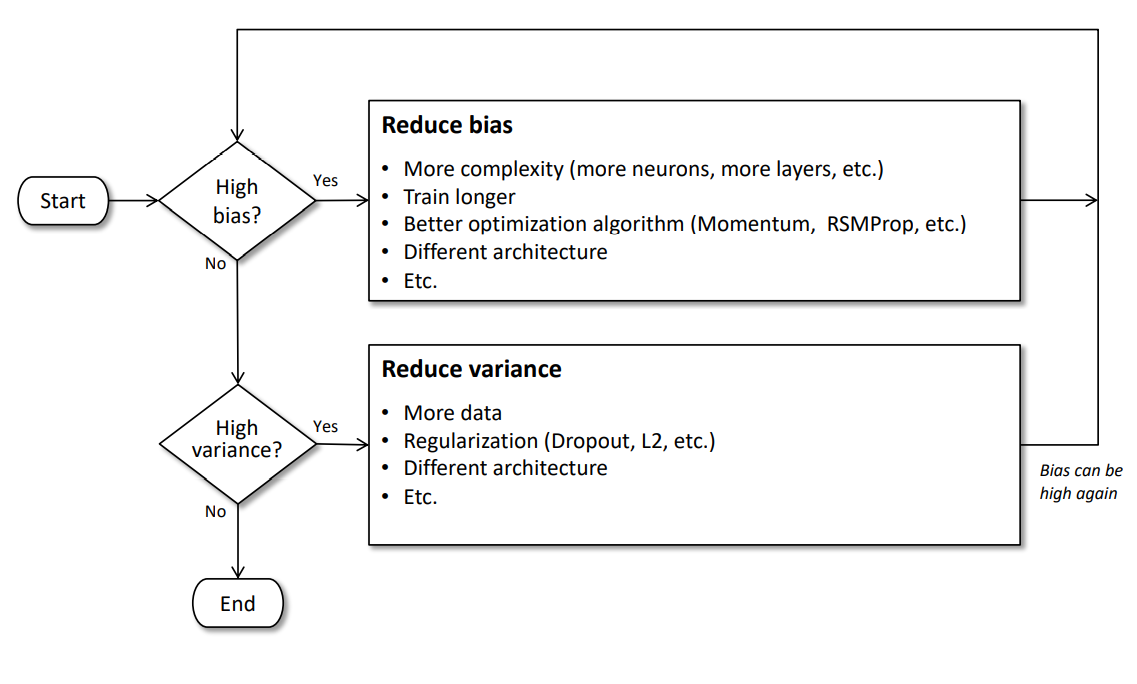 Start
High
bias?
Yes
No
Reduce bias
• More complexity (more neurons, more layers, etc.)
• Train longer
• Better optimization algorithm (Momentum, RSMProp, etc.)
• Different architecture
• Etc.
High
variance?
Yes
No
Reduce variance
• More data
• Regularization (Dropout, L2, etc.)
• Different architecture
• Etc.
Bias can be
high again
End